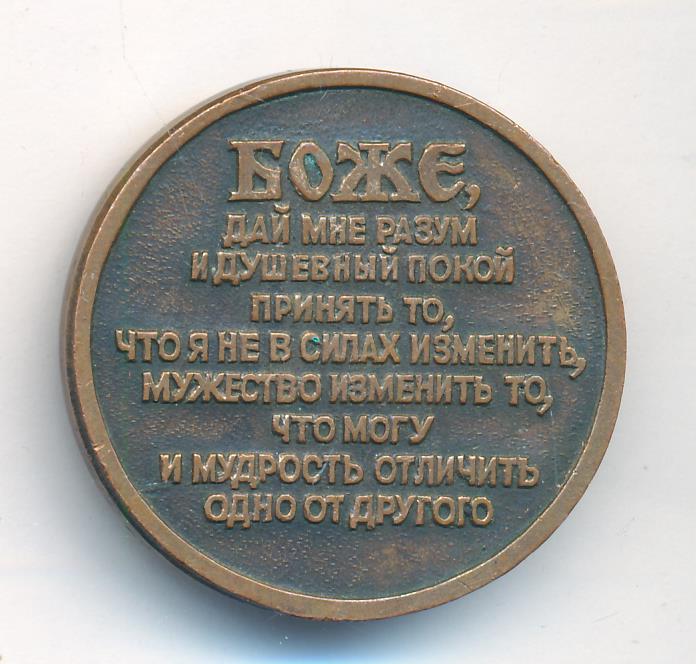 БОЖЕ,
ДАЙ МНЕ РАЗУМ
И ДУШЕВНЫЙ ПОКОЙ
ПРИНЯТЬ ТО,
ЧТО Я НЕ В СИЛАХ ИЗМЕНИТЬ,
МУЖЕСТВО ИЗМЕНИТЬ ТО,
ЧТО МОГУ
И МУДРОСТЬ ОТЛИЧИТЬ
ОДНО ОТ ДРУГОГО